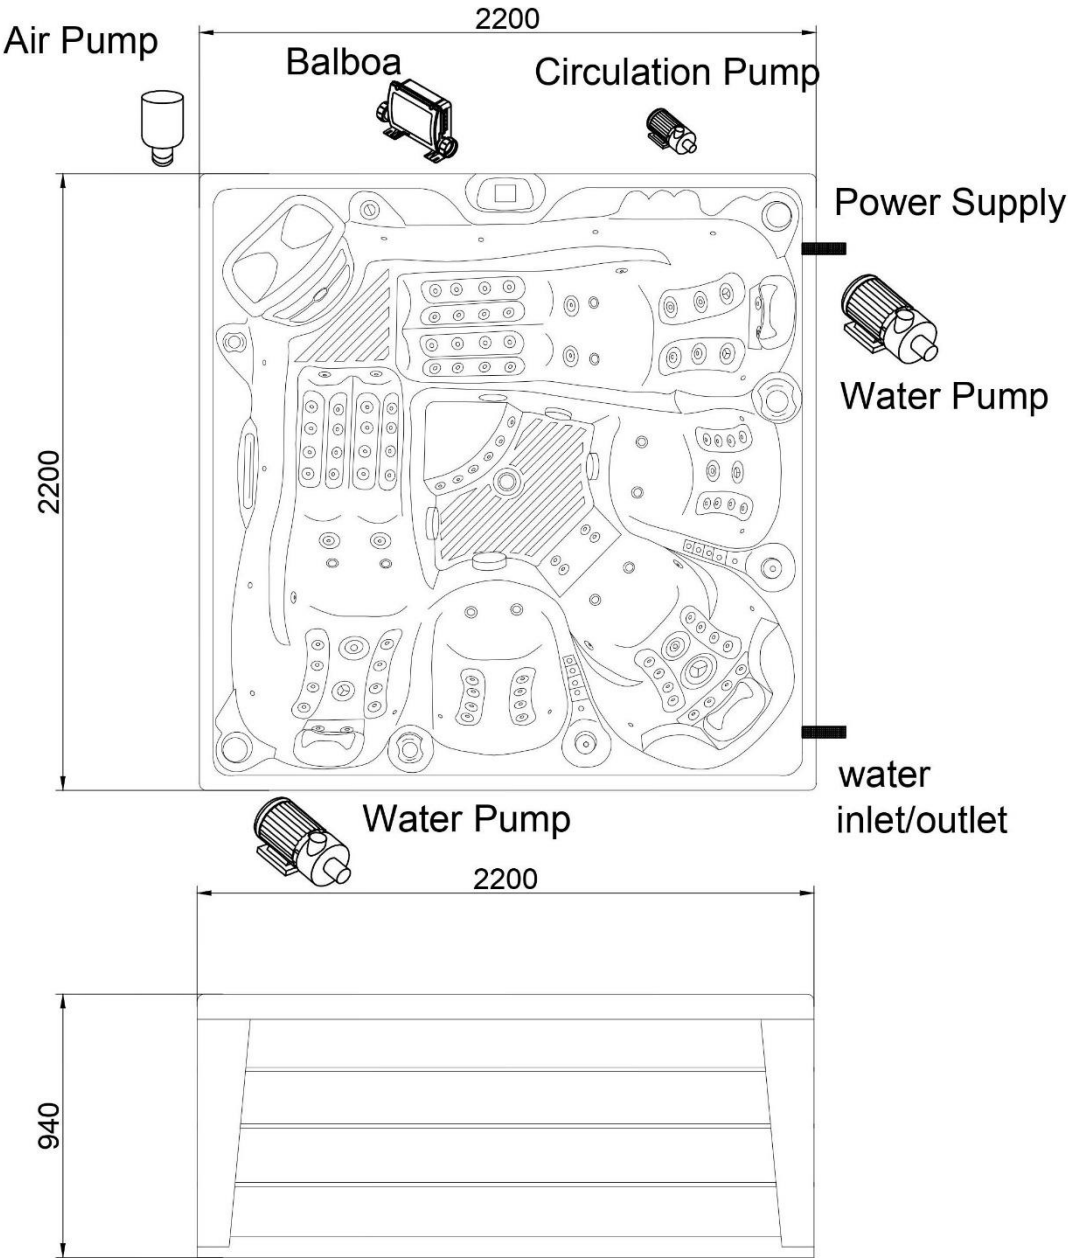 2200
Air Pump
Balboa
Circulation Pump
Power Supply
Water Pump
2200
water
inlet/outlet
Water Pump
2200
940